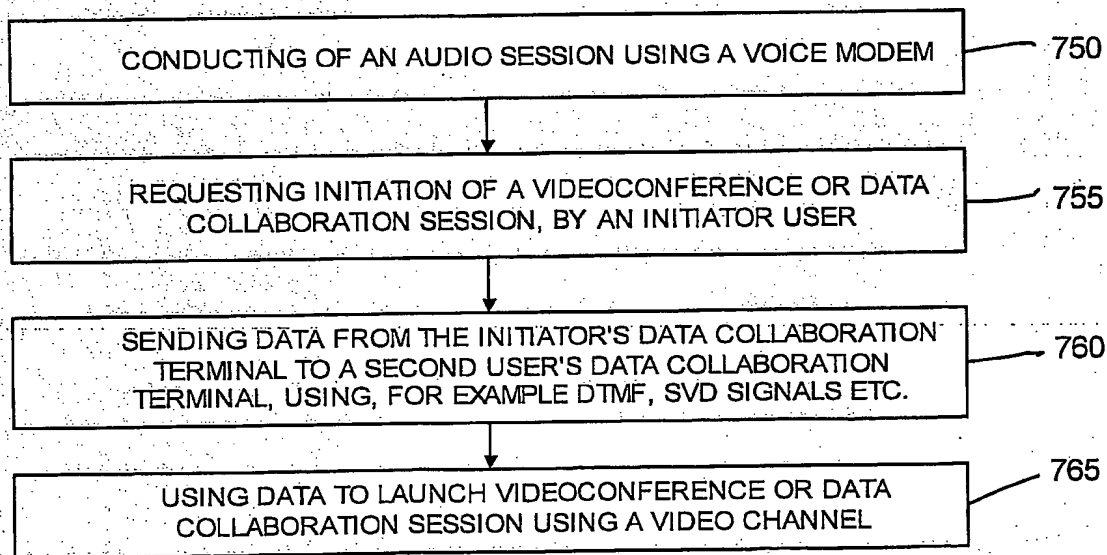 CONDUCTING OF AN AUDIO SESSION USING A VOICE MODEM
750
REQUESTING INITIATION OF A VIDEOCONFERENCE OR DATA
COLLABORATION SESSION, BY AN INITIATOR USER
755
SENDING DATA FROM THE INITIATOR'S DATA COLLABORATION
TERMINAL TO A SECOND USER'S DATA COLLABORATION
TERMINAL, USING, FOR EXAMPLE DTMF, SVD SIGNALS ETC.
760
USING DATA TO LAUNCH VIDEOCONFERENCE OR DATA
COLLABORATION SESSION USING A VIDEO CHANNEL
765